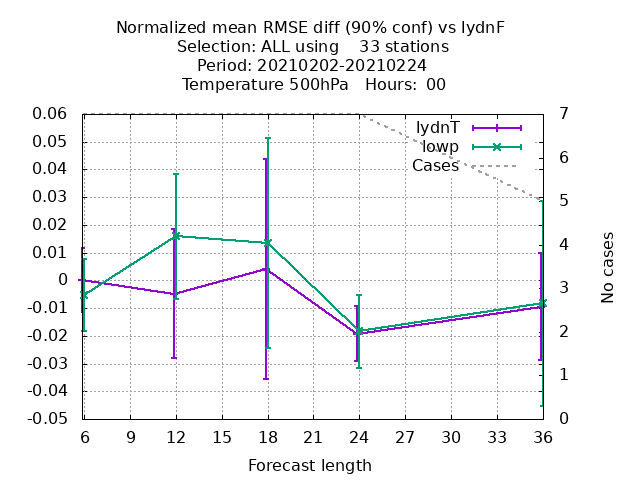 Normalized mean RMSE diff (90% conf) vs lydnF
Selection: ALL using    33 stations
Period: 20210202-20210224
Temperature 500hPa   Hours:  00
0.06
0.05
0.04
0.03
0.02
0.01
0
-0.01
-0.02
-0.03
-0.04
-0.05
lydnT
lowp
Cases
7
6
5
4
3
2
1
0
No cases
6 9 12 15 18 21 24 27 30 33 36
Forecast length